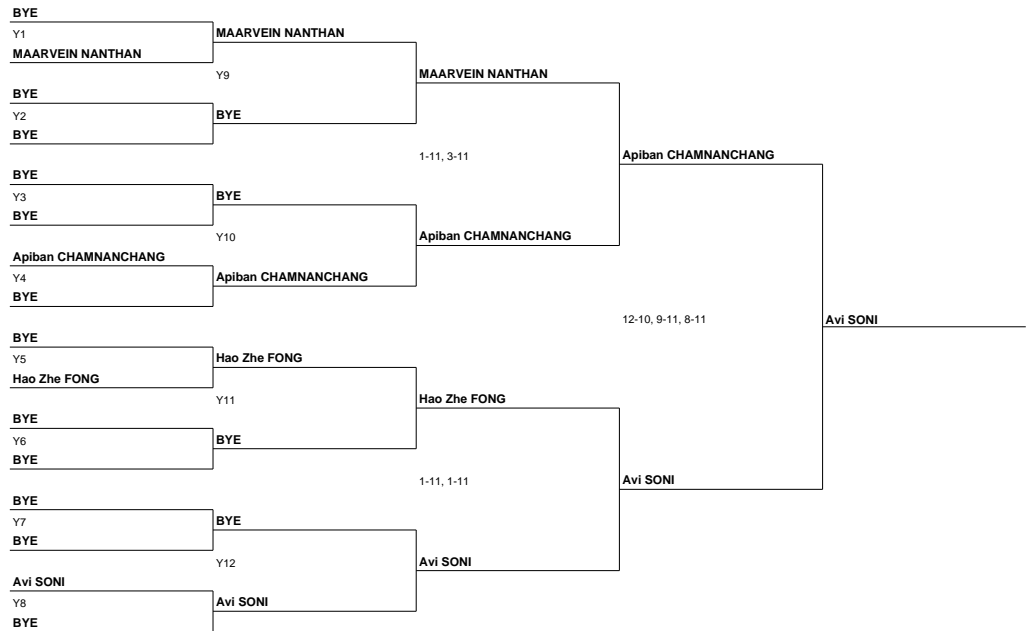 BYE
Y1
MAARVEIN NANTHAN
MAARVEIN NANTHAN
Y9
MAARVEIN NANTHAN
BYE
Y2
BYE
BYE
1-11, 3-11
Apiban CHAMNANCHANG
BYE
Y3
BYE
BYE
Y10
Apiban CHAMNANCHANG
Apiban CHAMNANCHANG
Y4
BYE
Apiban CHAMNANCHANG
12-10, 9-11, 8-11
Avi SONI
BYE
Y5
Hao Zhe FONG
Hao Zhe FONG
Y11
Hao Zhe FONG
BYE
Y6
BYE
BYE
1-11, 1-11
Avi SONI
BYE
Y7
BYE
BYE
Y12
Avi SONI
Avi SONI
Y8
BYE
Avi SONI